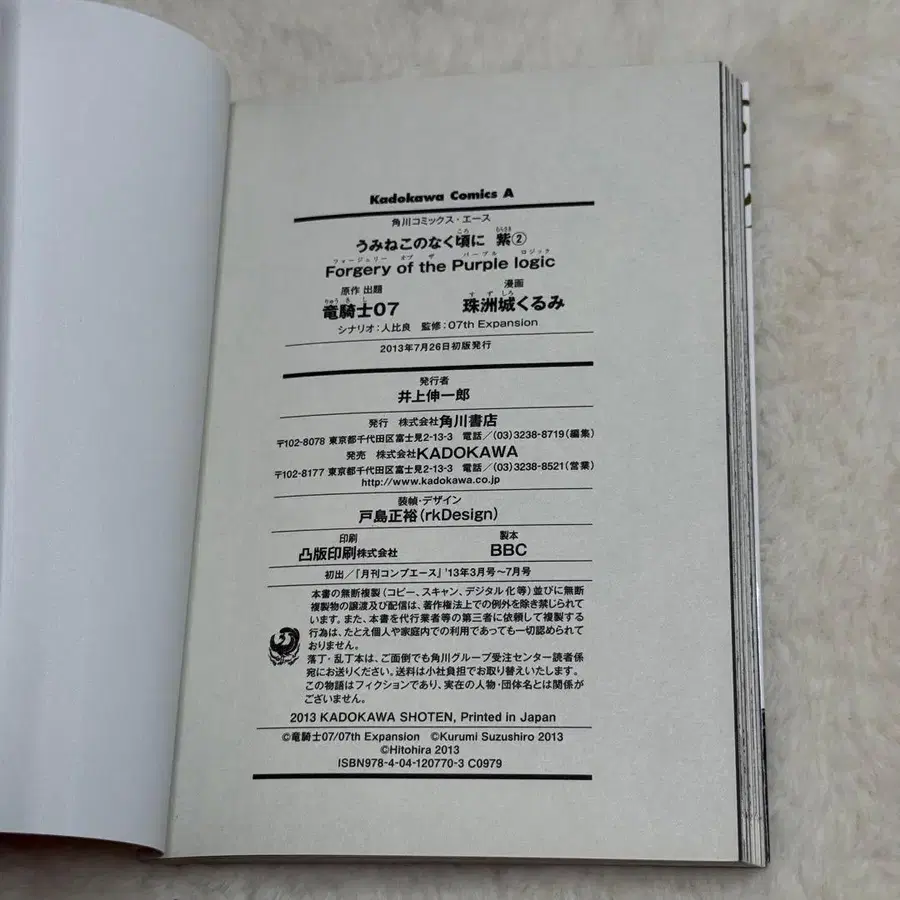 Kadokawa Comics A
角川コミックス・エース
うみねこのなく頃に 紫②
ころ むらさき
フォージェリー オブ ザ パープル ロジック
Forgery of the Purple logic
原作 出題 漫画
りゅう き し すず しろ
竜騎士07 珠洲城くるみ
シナリオ:人比良 監修:07th Expansion
2013年7月26日初版発行
発行者
井上伸一郎
発行 株式会社角川書店
〒102-8078 東京都千代田区富士見2-13-3 電話/(03)3238-8719(編集)
発売 株式会社KADOKAWA
〒102-8177 東京都千代田区富士見2-13-3 電話/(03)3238-8521(営業)
http://www.kadokawa.co.jp
装幀・デザイン
戸島正裕(rkDesign)
印刷 製本
凸版印刷株式会社 BBC
初出/「月刊コンプエース」'13年3月号～7月号
本書の無断複製(コピー、スキャン、デジタル化等)並びに無断
複製物の譲渡及び配信は、著作権法上での例外を除き禁じられて
います。また、本書を代行業者等の第三者に依頼して複製する
行為は、たとえ個人や家庭内での利用であっても一切認められて
おりません。
落丁・乱丁本は、ご面倒でも角川グループ受注センター読者係
宛にお送りください。送料は小社負担でお取り替えいたします。
この物語はフィクションであり、実在の人物・団体名とは関係が
ございません。
2013 KADOKAWA SHOTEN, Printed in Japan
©竜騎士07/07th Expansion ©Kurumi Suzushiro 2013
©Hitohira 2013
ISBN978-4-04-120770-3 C0979